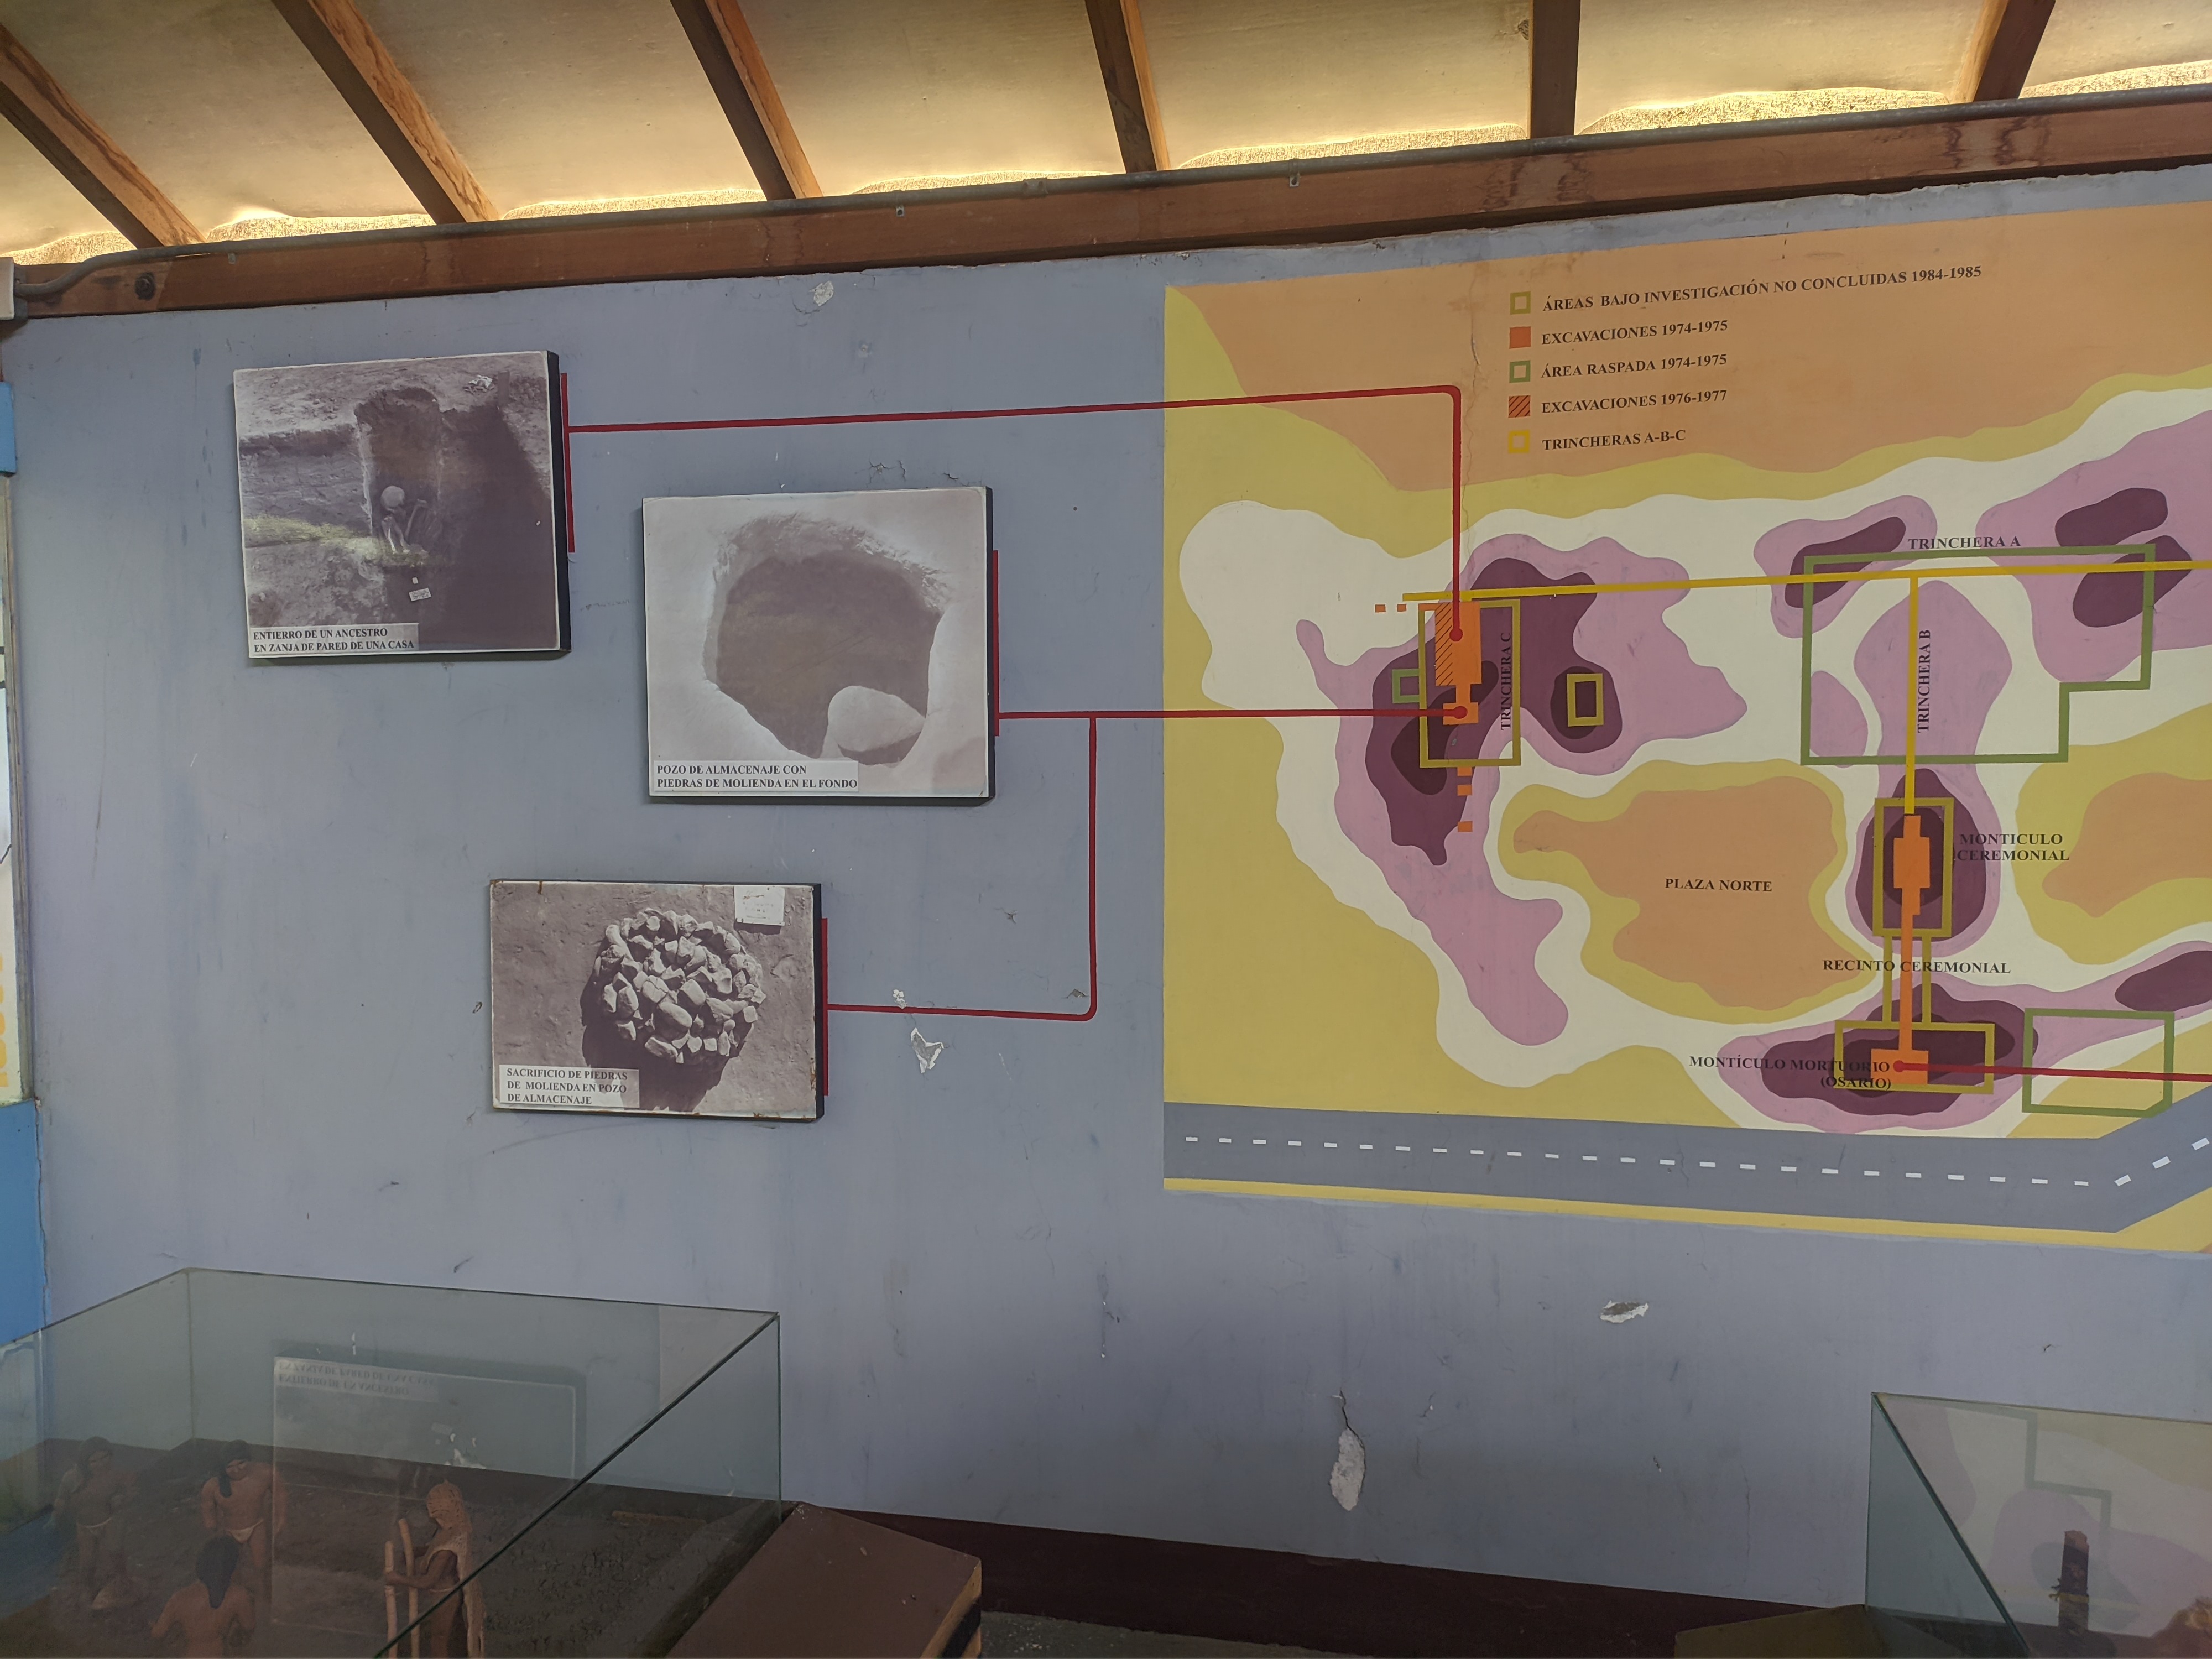 ÁREAS BAJO INVESTIGACIÓN NO CONCLUIDAS 1984-1985
EXCAVACIONES 1974-1975
ÁREA RASPADA 1974-1975
EXCAVACIONES 1976-1977
TRINCHERAS A-B-C
ENTIERRO DE UN ANCESTRO
EN ZANJA DE PARED DE UNA CASA
POZO DE ALMACENAJE CON
PIEDRAS DE MOLIENDA EN EL FONDO
SACRIFICIO DE PIEDRAS
DE MOLIENDA EN POZO
DE ALMACENAJE
TRINCHERA A
TRINCHERA C
TRINCHERA B
MONTICULO
CEREMONIAL
PLAZA NORTE
RECINTO CEREMONIAL
MONTÍCULO MORTUORIO
(OSARIO)